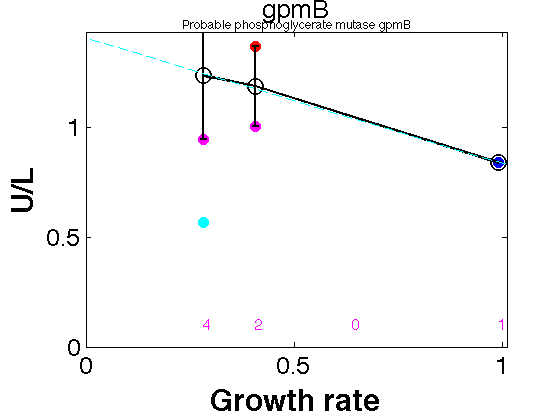 gpmB
Probable phosphoglycerate mutase gpmB
U/L
1
0.5
0
4 2 0 1
0 0.5 1
Growth rate